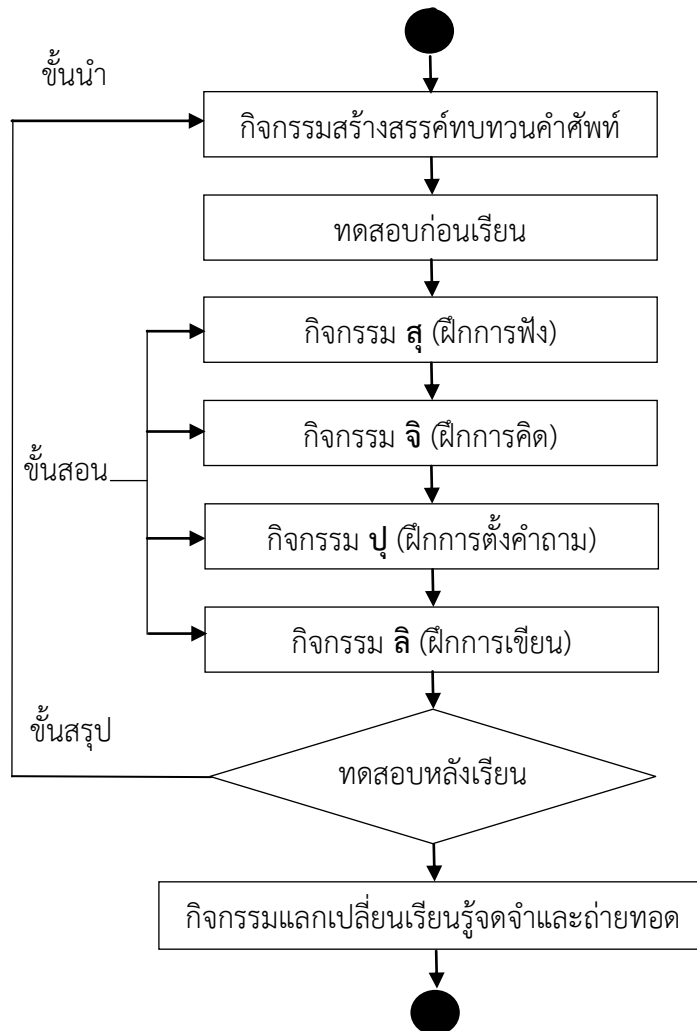 ขั้นนำ
กิจกรรมสร้างสรรค์ทบทวนคำศัพท์
ทดสอบก่อนเรียน
กิจกรรม สุ (ฝึกการฟัง)
กิจกรรม จิ (ฝึกการคิด)
ขั้นสอน
กิจกรรม ปุ (ฝึกการตั้งคำถาม)
กิจกรรม ลิ (ฝึกการเขียน)
ขั้นสรุป
ทดสอบหลังเรียน
กิจกรรมแลกเปลี่ยนเรียนรู้จดจำและถ่ายทอด